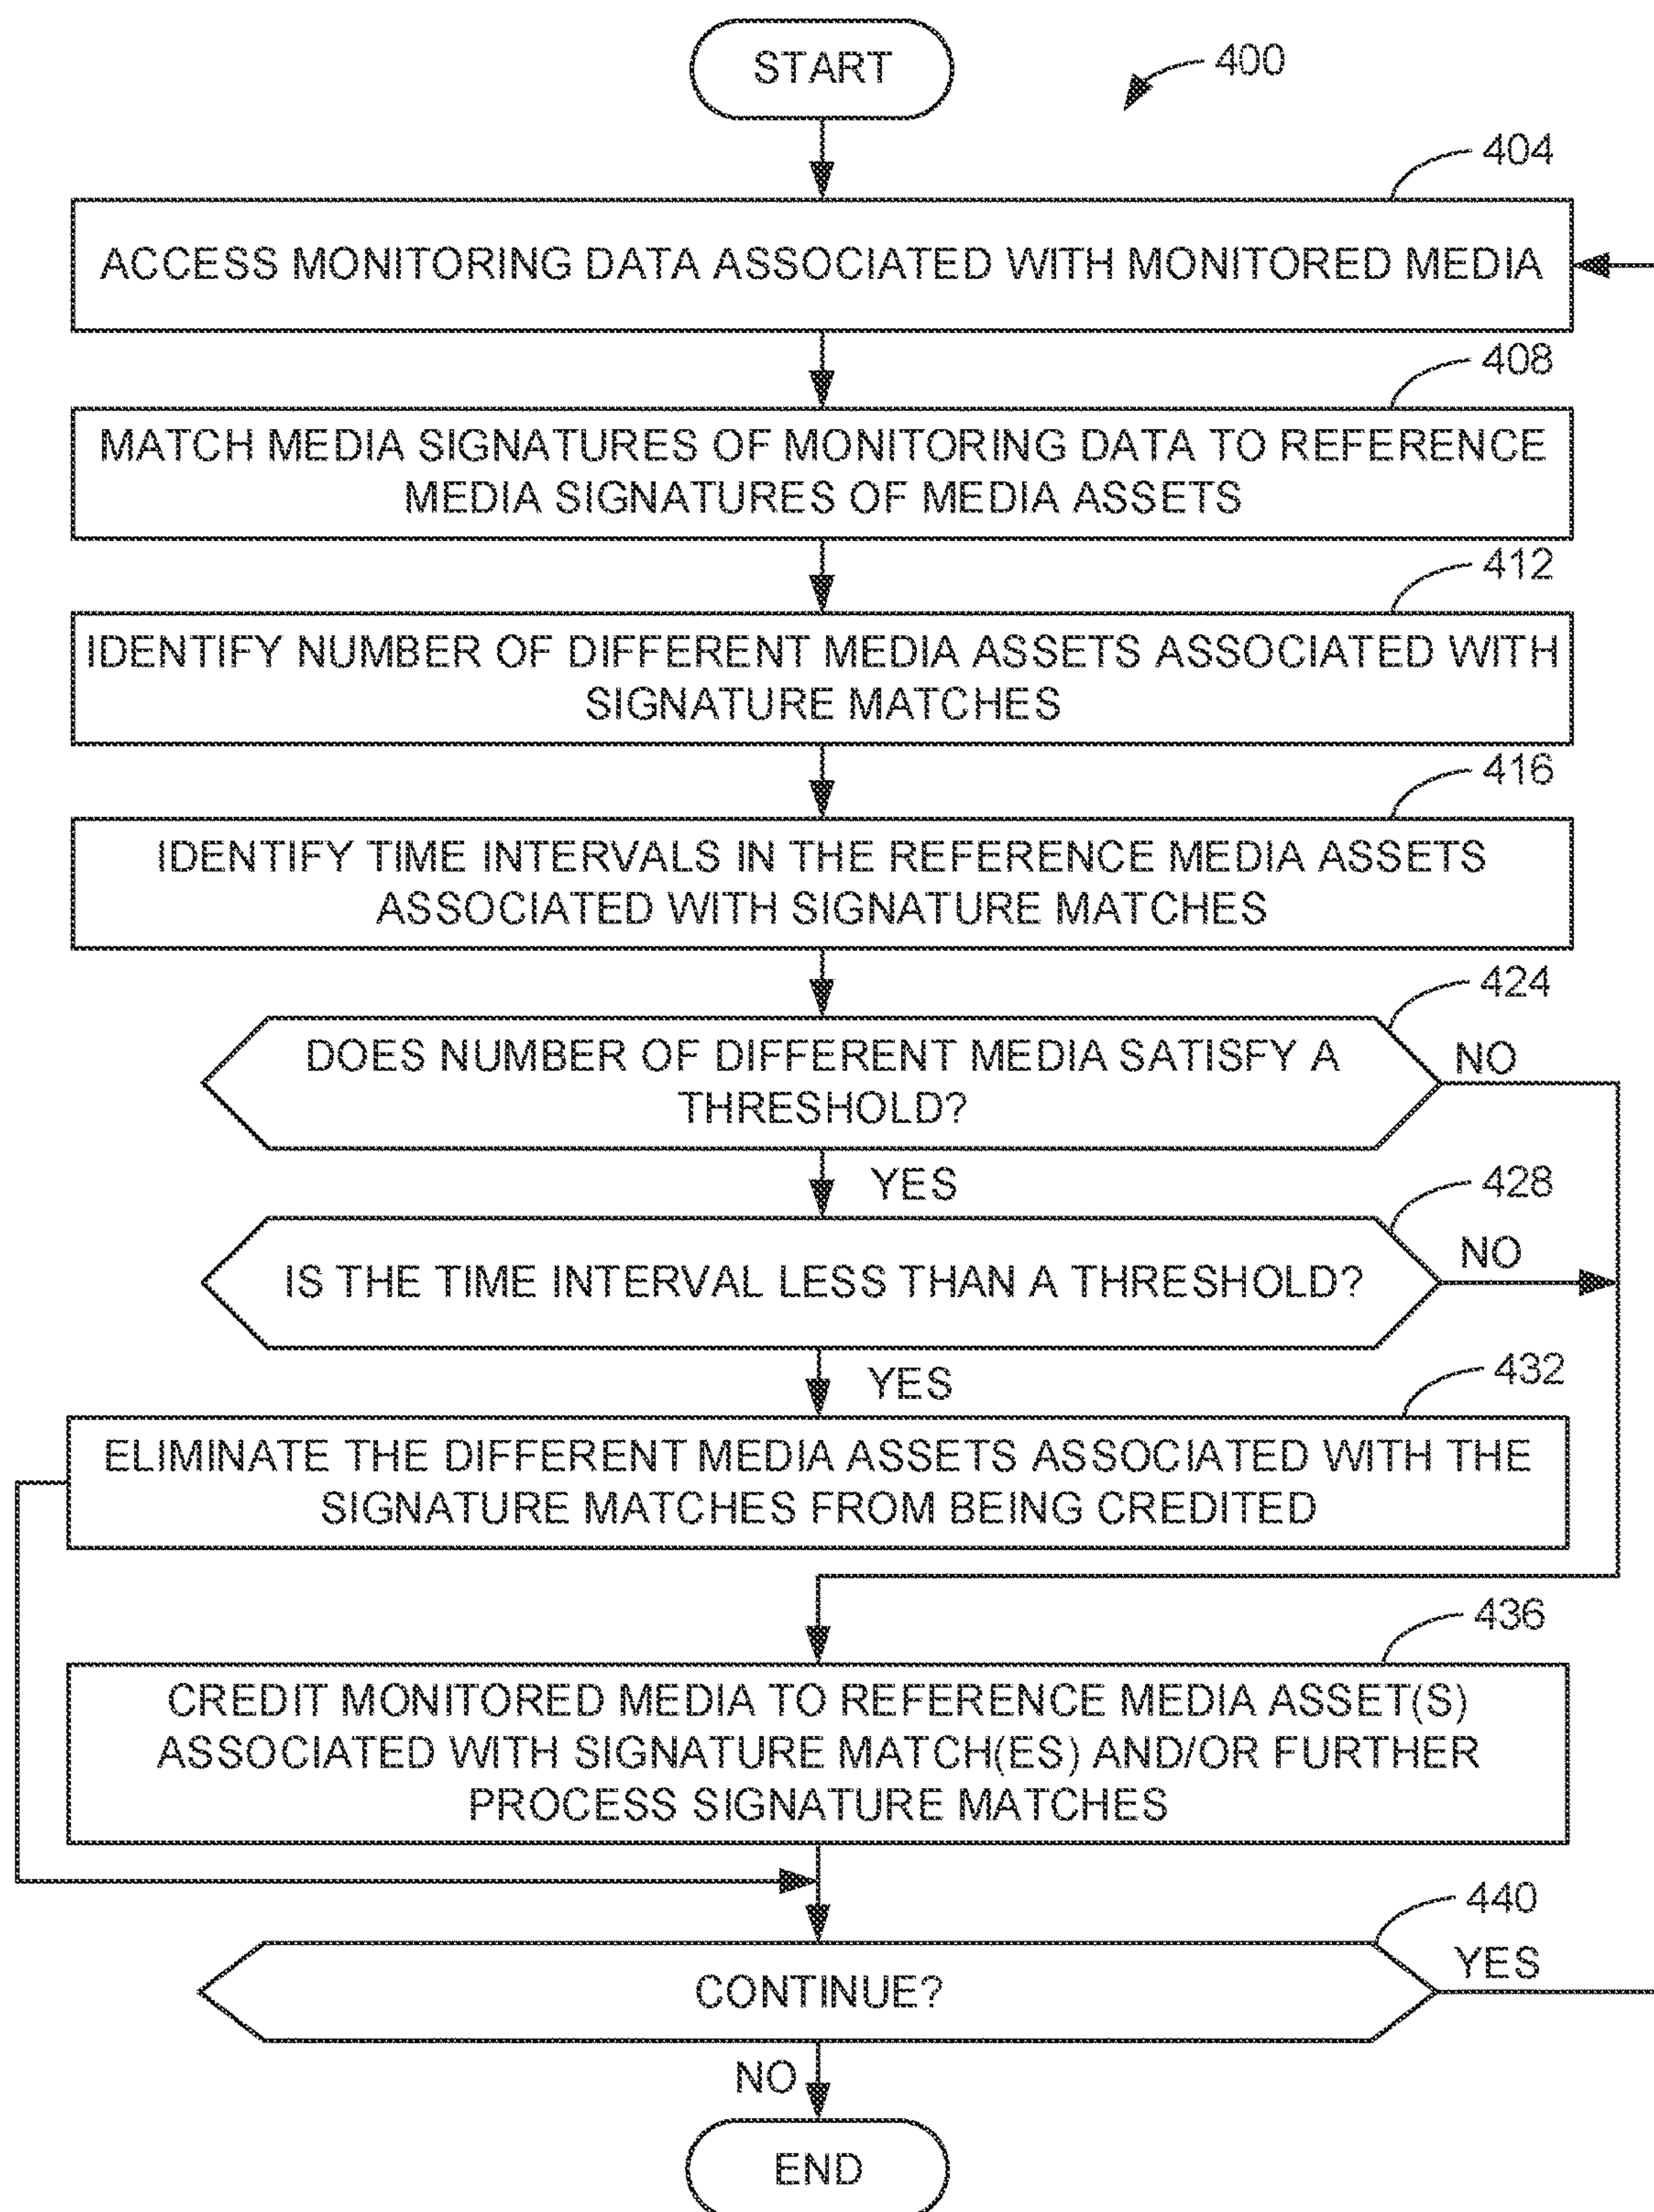 START
400
404
ACCESS MONITORING DATA ASSOCIATED WITH MONITORED MEDIA
408
MATCH MEDIA SIGNATURES OF MONITORING DATA TO REFERENCE
MEDIA SIGNATURES OF MEDIA ASSETS
412
IDENTIFY NUMBER OF DIFFERENT MEDIA ASSETS ASSOCIATED WITH
SIGNATURE MATCHES
416
IDENTIFY TIME INTERVALS IN THE REFERENCE MEDIA ASSETS
ASSOCIATED WITH SIGNATURE MATCHES
424
DOES NUMBER OF DIFFERENT MEDIA SATISFY A
THRESHOLD?
NO
YES
428
IS THE TIME INTERVAL LESS THAN A THRESHOLD?
NO
YES
432
ELIMINATE THE DIFFERENT MEDIA ASSETS ASSOCIATED WITH THE
SIGNATURE MATCHES FROM BEING CREDITED
436
CREDIT MONITORED MEDIA TO REFERENCE MEDIA ASSET(S)
ASSOCIATED WITH SIGNATURE MATCH(ES) AND/OR FURTHER
PROCESS SIGNATURE MATCHES
440
CONTINUE?
YES
NO
END